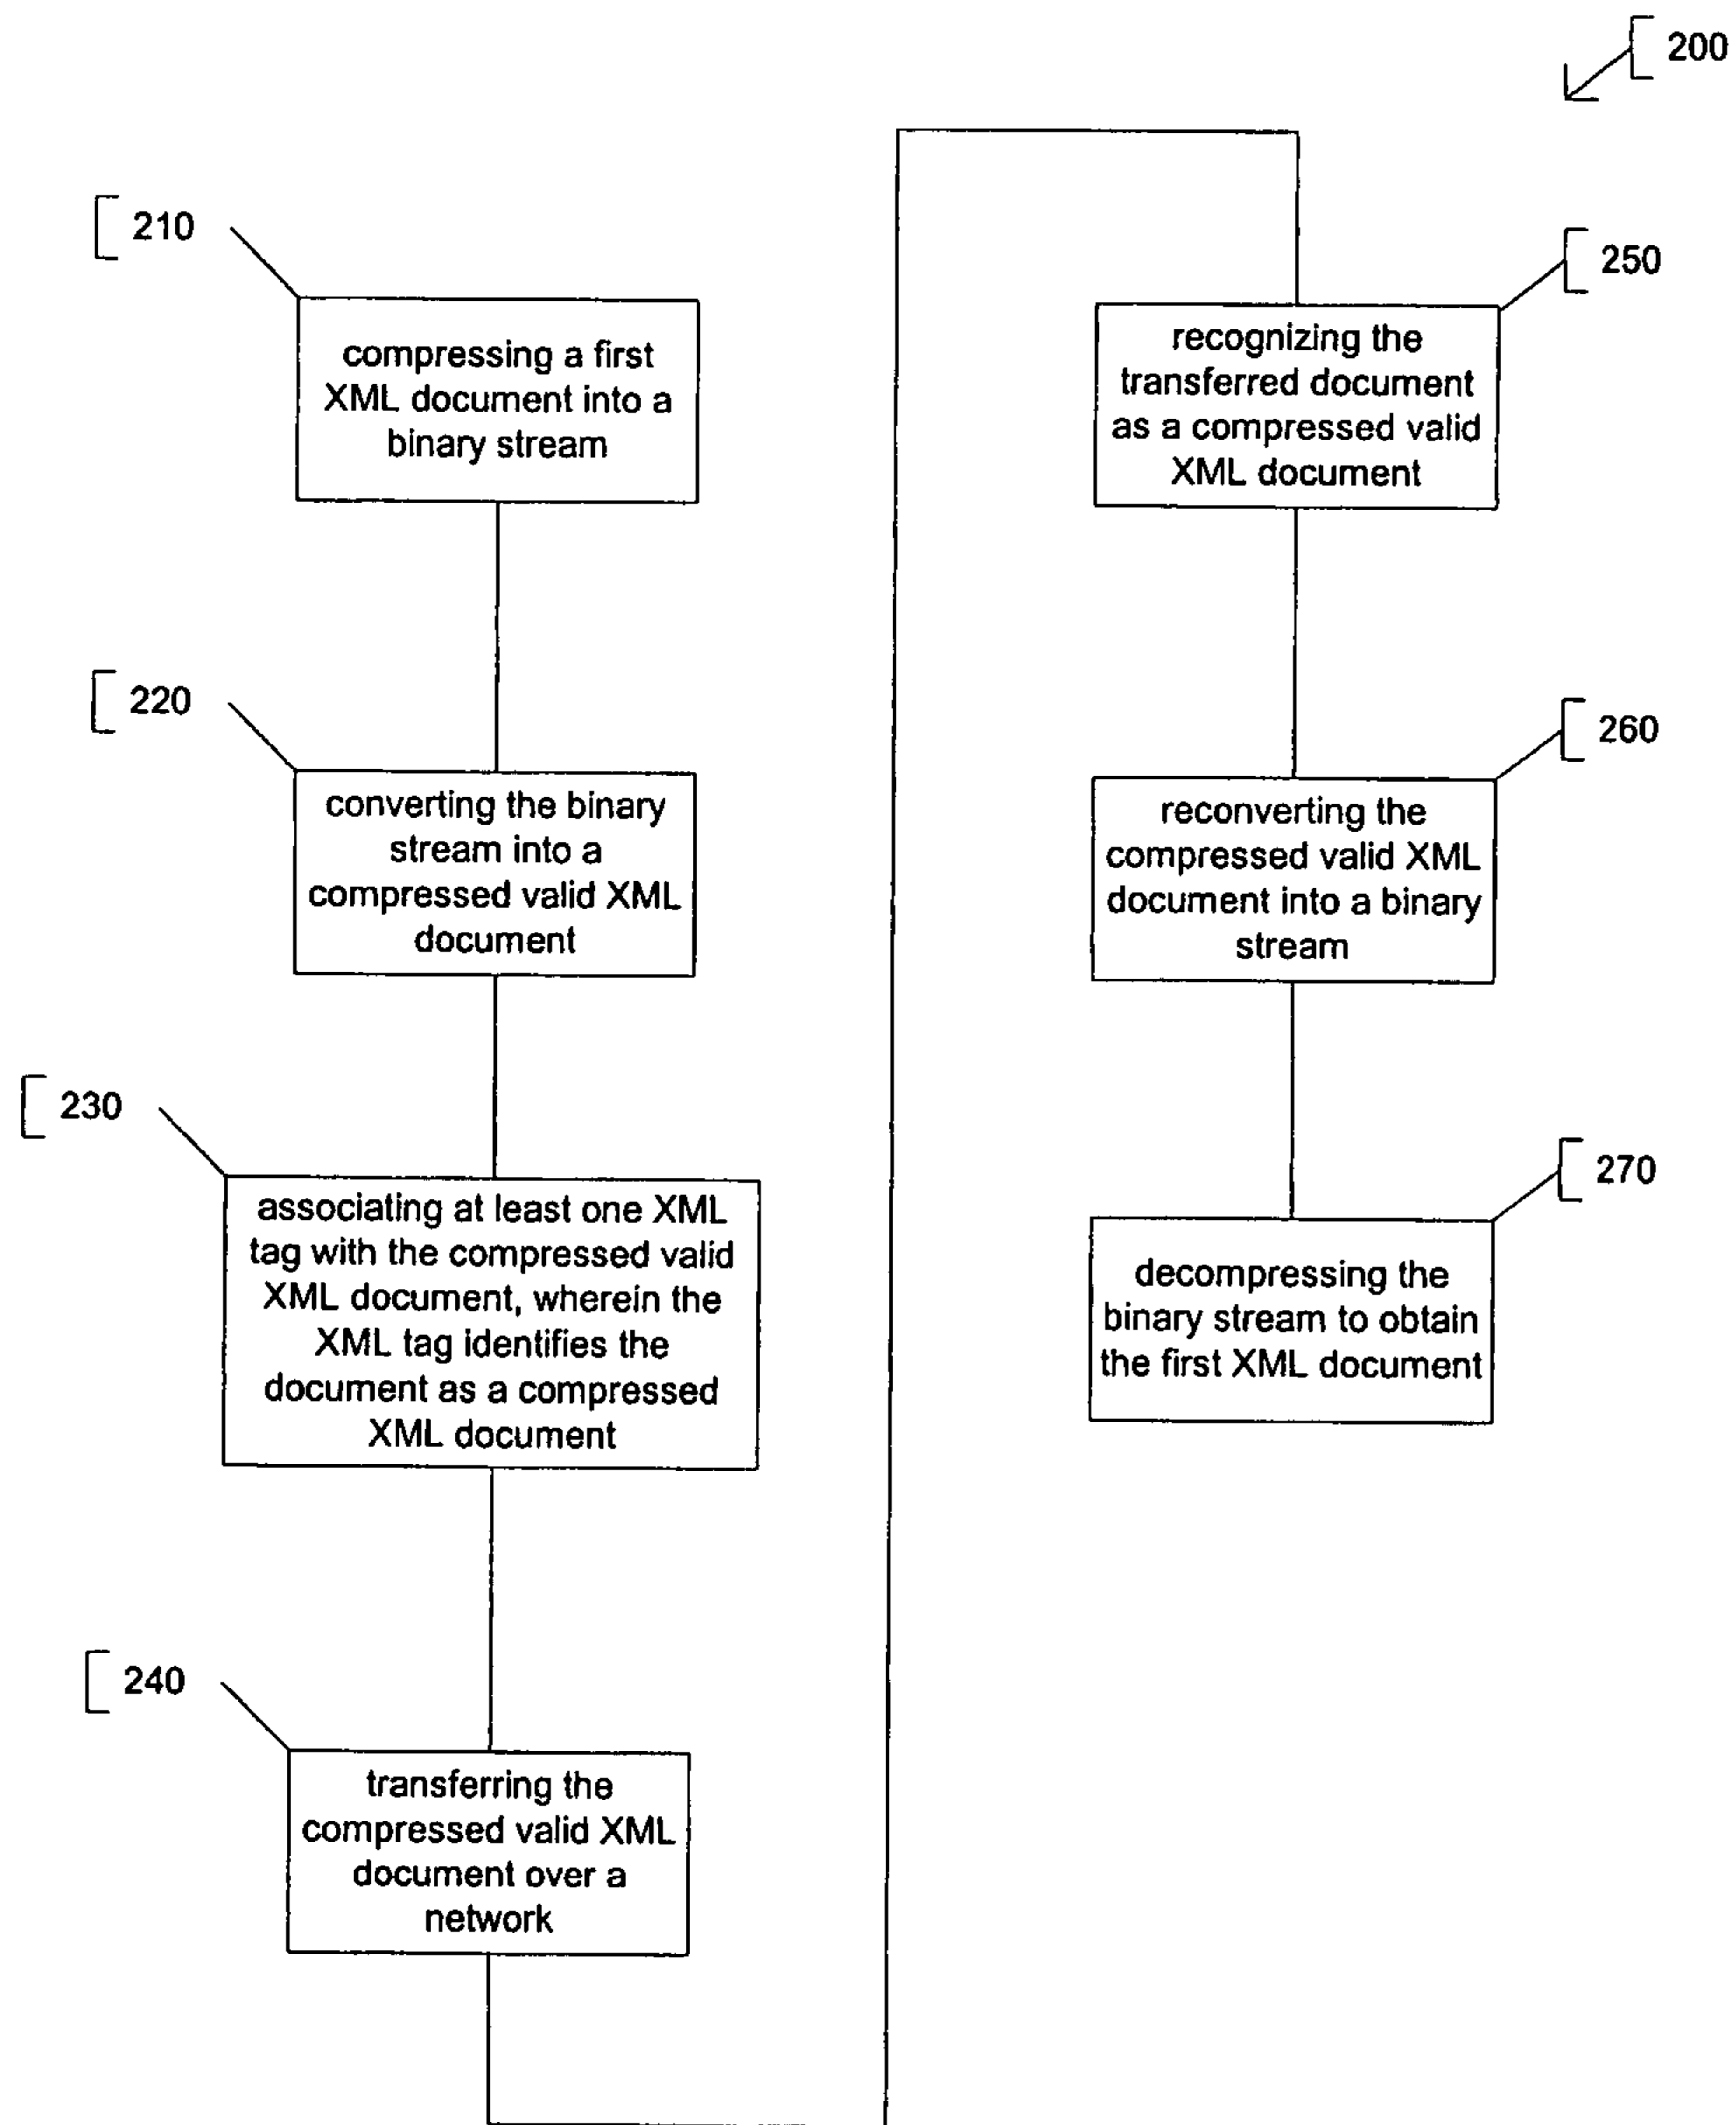 200
210
compressing a first
XML document into a
binary stream
220
converting the binary
stream into a
compressed valid XML
document
230
associating at least one XML
tag with the compressed valid
XML document, wherein the
XML tag identifies the
document as a compressed
XML document
240
transferring the
compressed valid XML
document over a
network
250
recognizing the
transferred document
as a compressed valid
XML document
260
reconverting the
compressed valid XML
document into a binary
stream
270
decompressing the
binary stream to obtain
the first XML document